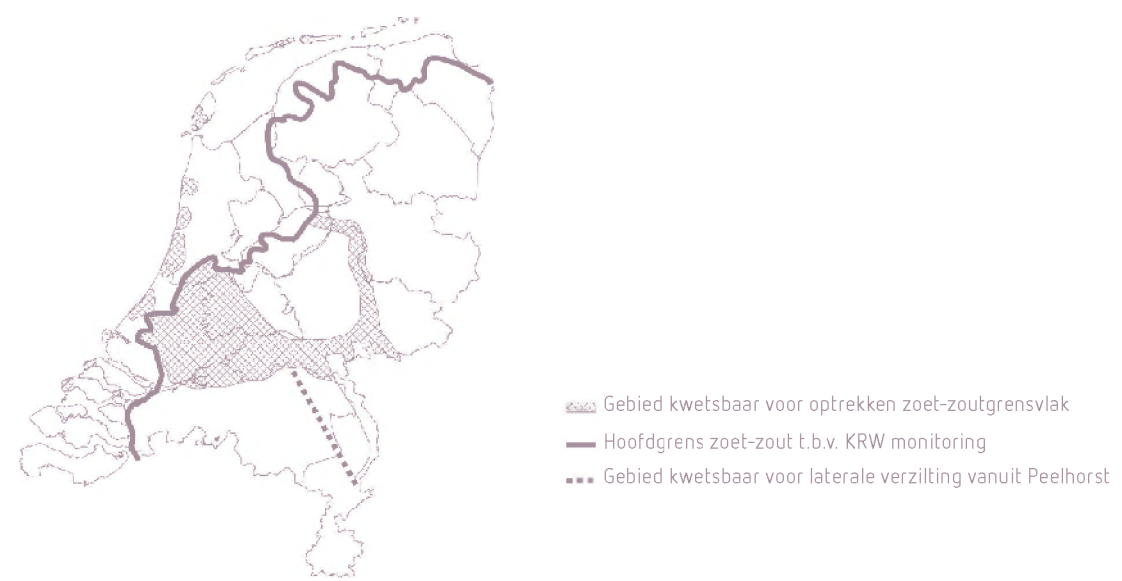 Gebied kwetsbaar voor optrekken zoet-zoutgrensvlak
Hoofdgrens zoet-zout t.b.v. KRW monitoring
Gebied kwetsbaar voor laterale verzilting vanuit Peelhorst